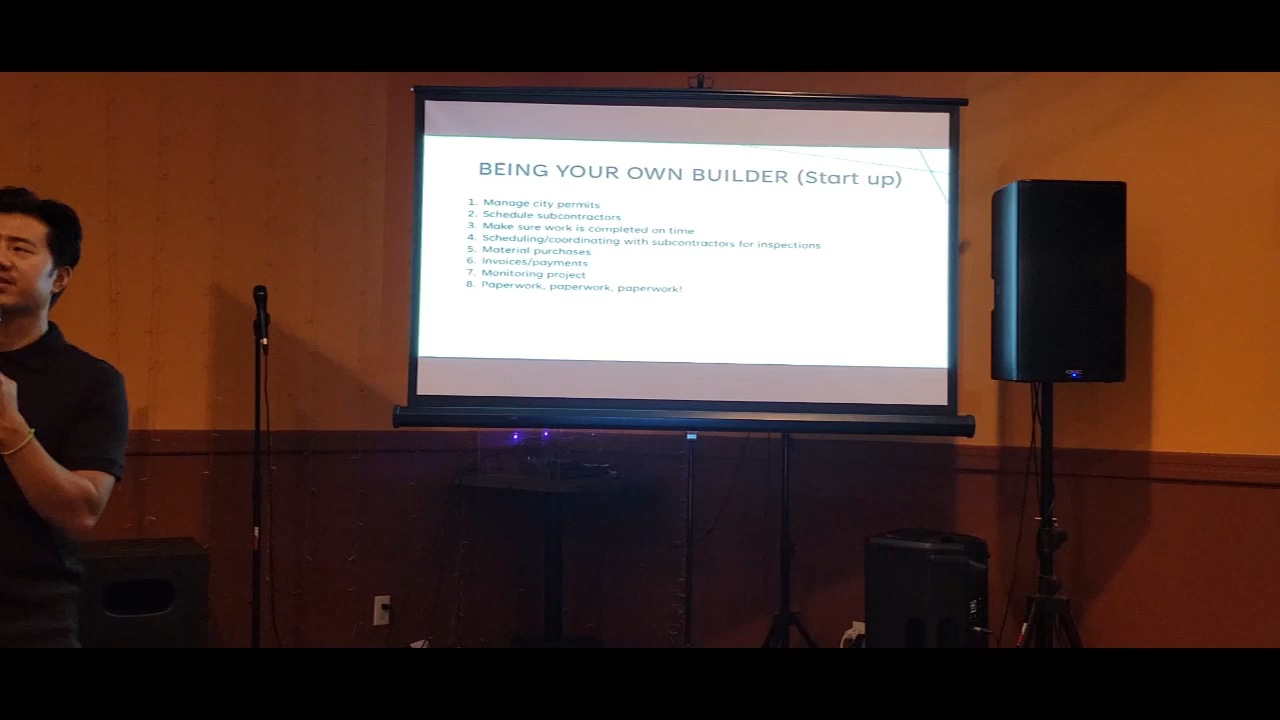 BEING YOUR OWN BUILDER (Start up)
1. Manage city permits
2. Schedule subcontractors
3. Make sure work is completed on time
4. Scheduling/coordinating with subcontractors for inspections
5. Material purchases
6. Invoices/payments
7. Monitoring project
8. Paperwork, paperwork, paperwork!
QSC